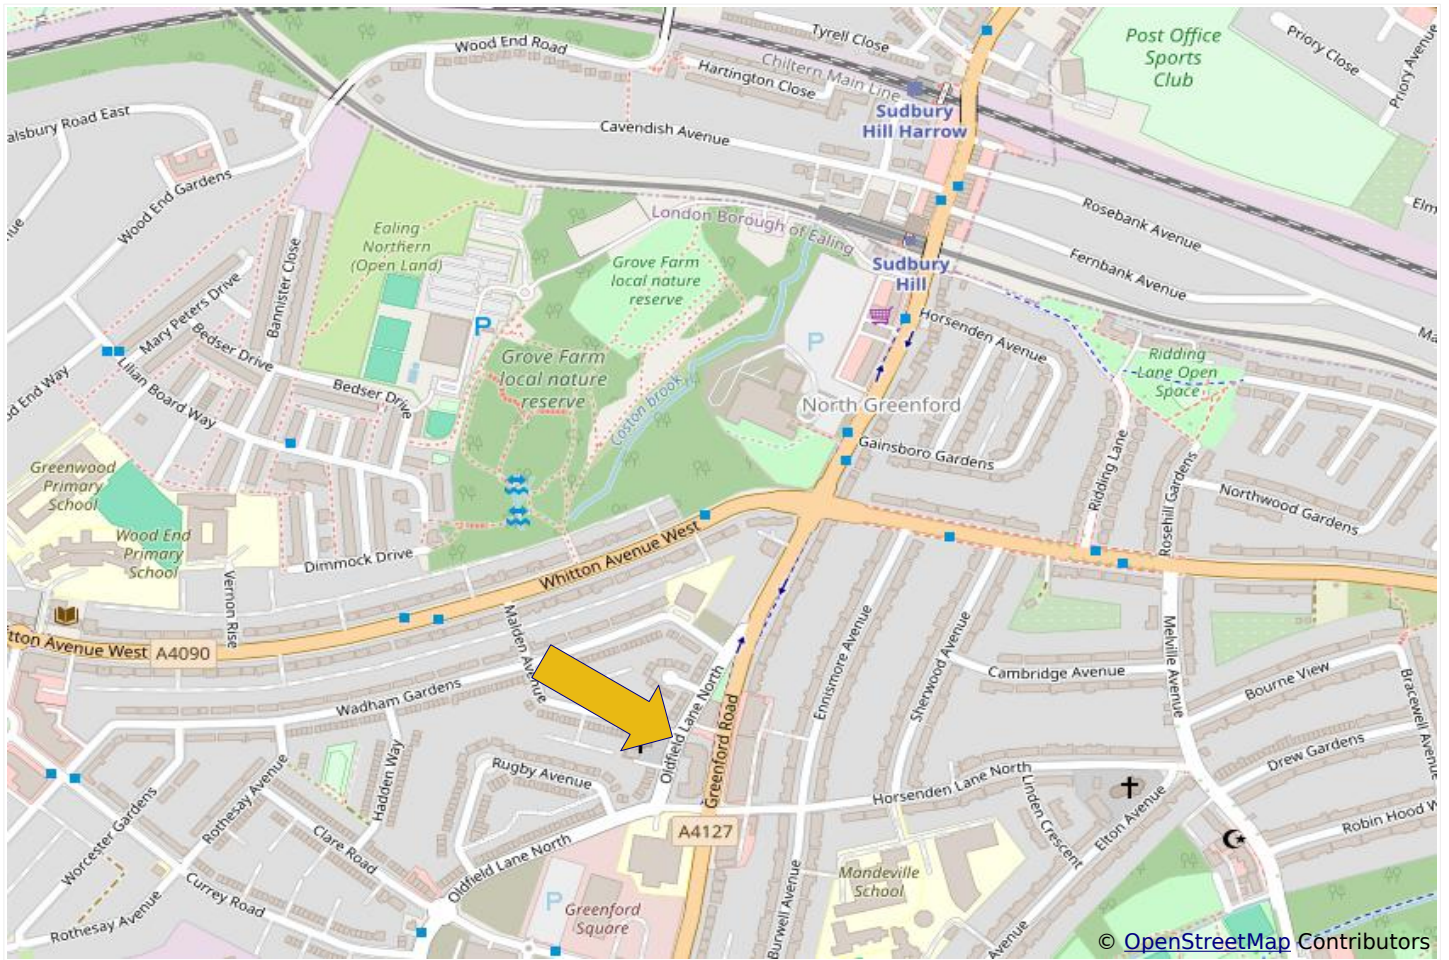 Wood End Road
Tyrell Close
Hartington Close
Chiltern Main Line
Post Office
Sports
Club
Priory Close
Priory Avenue
alsbury Road East
Cavendish Avenue
Sudbury
Hill Harrow
Wood End Gardens
Ealing
Northern
(Open Land)
London Borough of Ealing
Rosebank Avenue
Elm
Bannister Close
Grove Farm
local nature
reserve
Sudbury
Hill
Fernbank Avenue
Mary Peters Drive
P
Horsenden Avenue
Bedser Drive
P
Ma
Grove Farm
local nature
reserve
Ridding
Lane Open
Space
d End Way
Lilian Board Way
Bedser Drive
Coston brook
North Greenford
Gainsboro Gardens
Ridding Lane
Rosehill Gardens
Northwood Gardens
Greenwood
Primary
School
Wood End
Primary
School
Dimmock Drive
Whitton Avenue West
Vernon Rise
Malden Avenue
tton Avenue West
A4090
Wadham Gardens
Oldfield Lane North
Greenford Road
Ennismore Avenue
Sherwood Avenue
Cambridge Avenue
Melville Avenue
Bourne View
Bracewell Avenue
Drew Gardens
Rugby Avenue
Hadden Way
Rothesay Avenue
Worcester Gardens
Clare Road
Horsenden Lane North
Linden Crescent
Elton Avenue
Robin Hood W
A4127
Oldfield Lane North
Currey Road
Rothesay Avenue
P
Greenford
Square
Burwell Avenue
Mandeville
School
Avenue
© OpenStreetMap Contributors